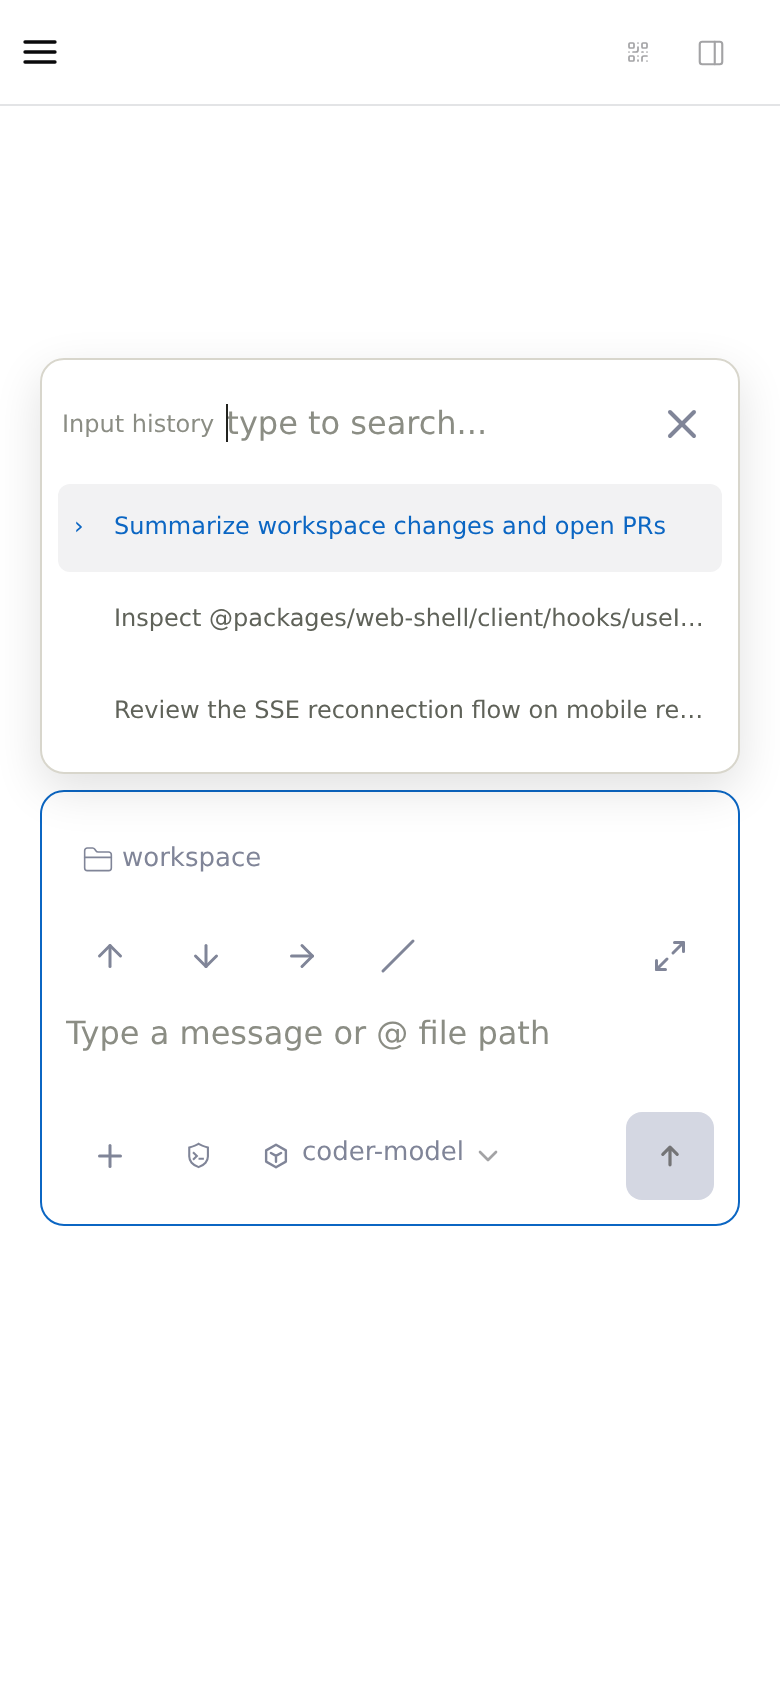 Input history type to search...
› Summarize workspace changes and open PRs
Inspect @packages/web-shell/client/hooks/useI...
Review the SSE reconnection flow on mobile re...
workspace
Type a message or @ file path
coder-model